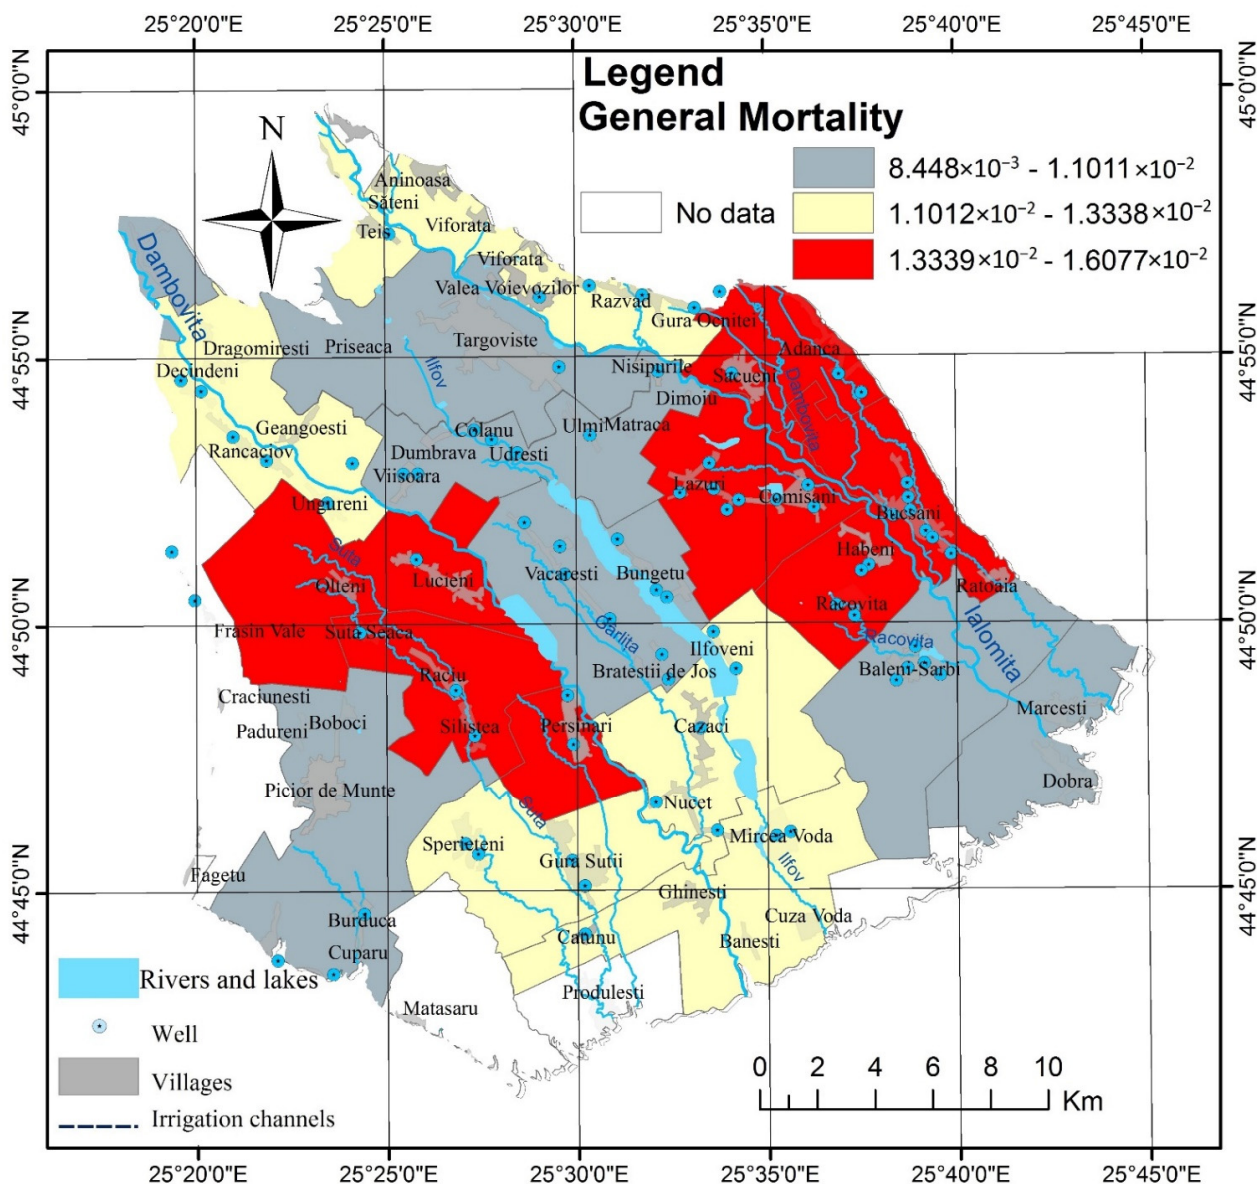 25°20'0"E 25°25'0"E 25°30'0"E 25°35'0"E 25°40'0"E 25°45'0"E
45°0'0"N
45°0'0"N
Legend
General Mortality
8.448×10⁻³ - 1.1011×10⁻²
No data
1.1012×10⁻² - 1.3338×10⁻²
1.3339×10⁻² - 1.6077×10⁻²
N
Aninoasa
Săteni
Viforata
Teis
Dambovita
Viforata
Valea Voievozilor
Razvad
Gura Ocnitei
Dragomiresti
Priseaca
Targoviste
Adanca
44°55'0"N
44°55'0"N
Decindeni
Ilfov
Nisipurile
Sacueni
Dambovita
Dimoiu
Geangoesti
Colanu
Ulmi
Matraca
Rancaciov
Dumbrava
Udresti
Viisoara
Lazuri
Comisani
Ungureni
Bucsani
Suta
Habeni
Olteni
Lucieni
Vacaresti
Bungetu
Ratoaia
Racovita
44°50'0"N
44°50'0"N
Frasin Vale
Suta Seaca
Garlița
Ilfoveni
Racovita
Ialomita
Raciu
Bratestii de Jos
Baleni-Sarbi
Craciunesti
Padureni
Boboci
Silistea
Persinari
Cazaci
Marcesti
Picior de Munte
Nucet
Dobra
Suta
Sperieteni
Mircea Voda
Gura Sutii
Ilfov
Fagetu
Ghinesti
44°45'0"N
44°45'0"N
Burduca
Cuza Voda
Cuparu
Catunu
Banesti
Rivers and lakes
Produlesti
Matasaru
Well
Villages
Irrigation channels
0 2 4 6 8 10
Km
25°20'0"E 25°25'0"E 25°30'0"E 25°35'0"E 25°40'0"E 25°45'0"E